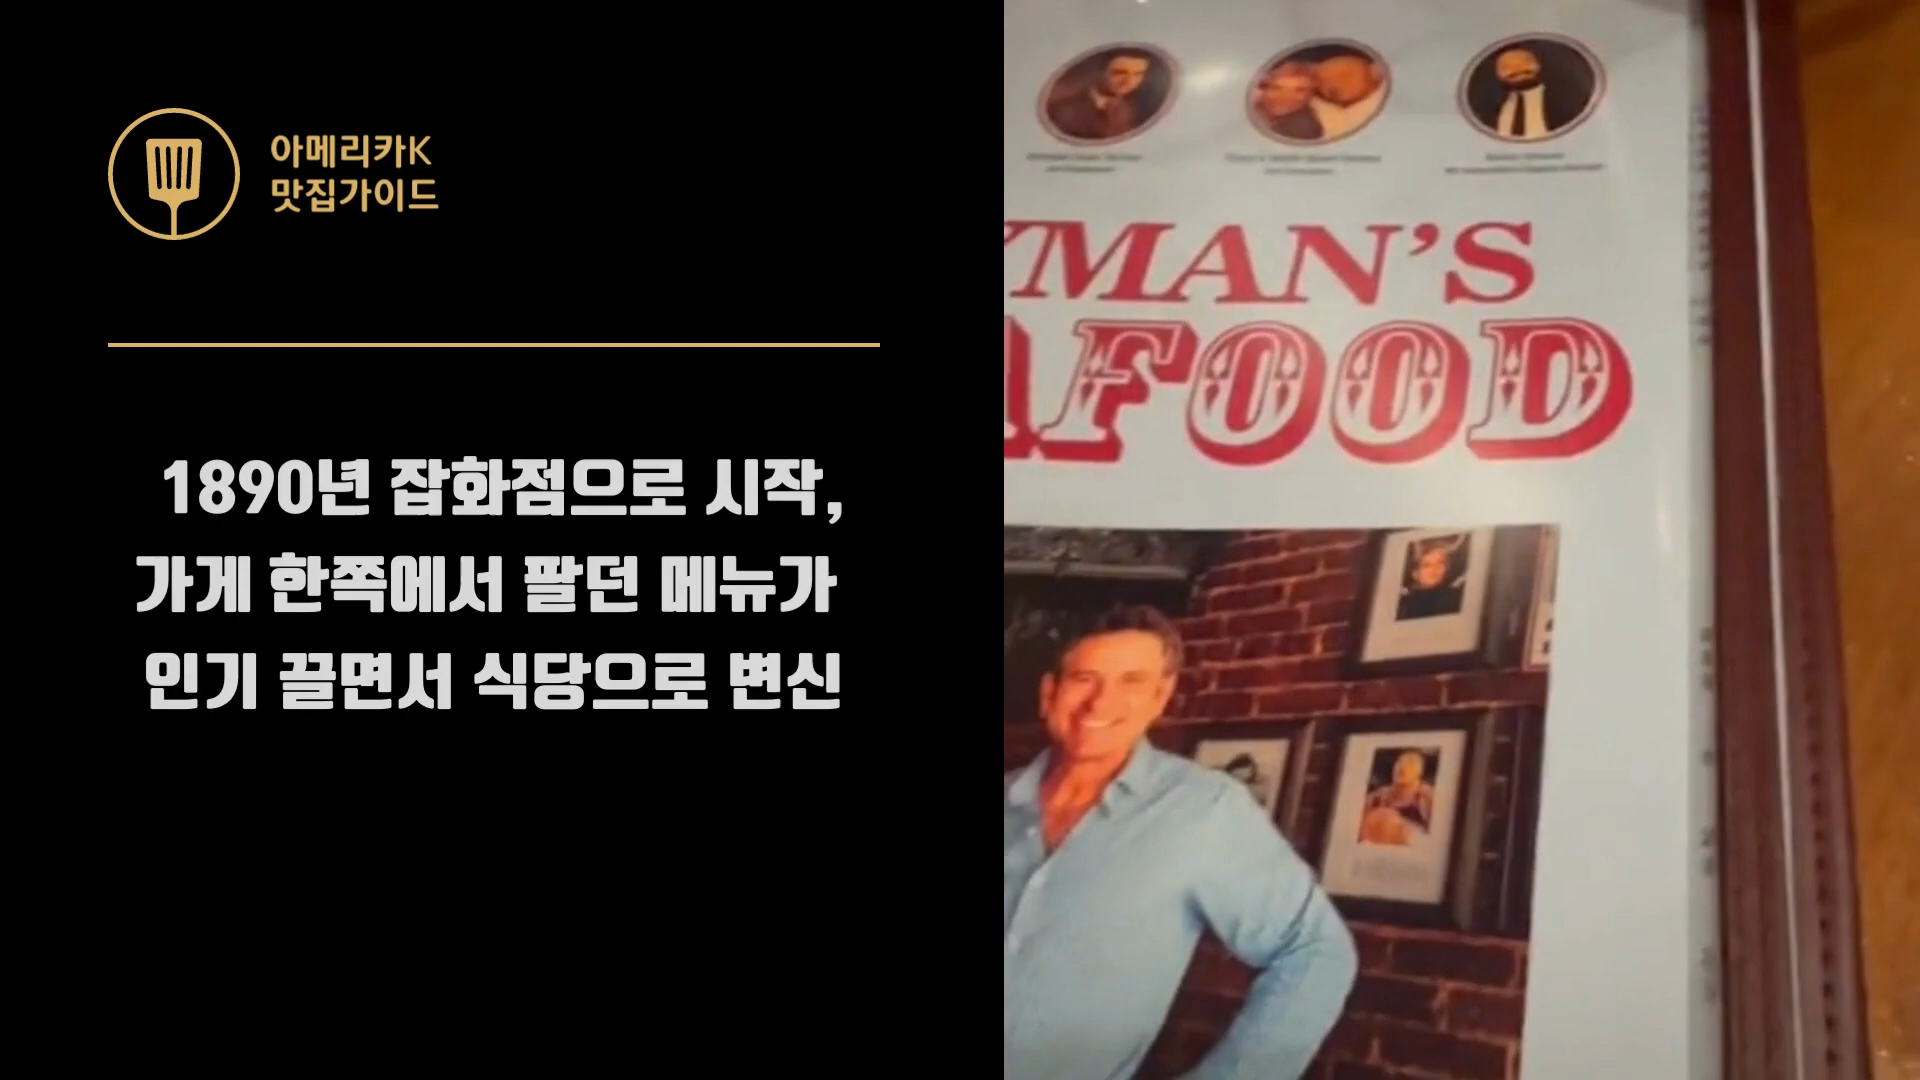 아메리카K
맛집가이드
1890년 잡화점으로 시작,
가게 한쪽에서 팔던 메뉴가
인기 끌면서 식당으로 변신
YMAN'S
AFOOD